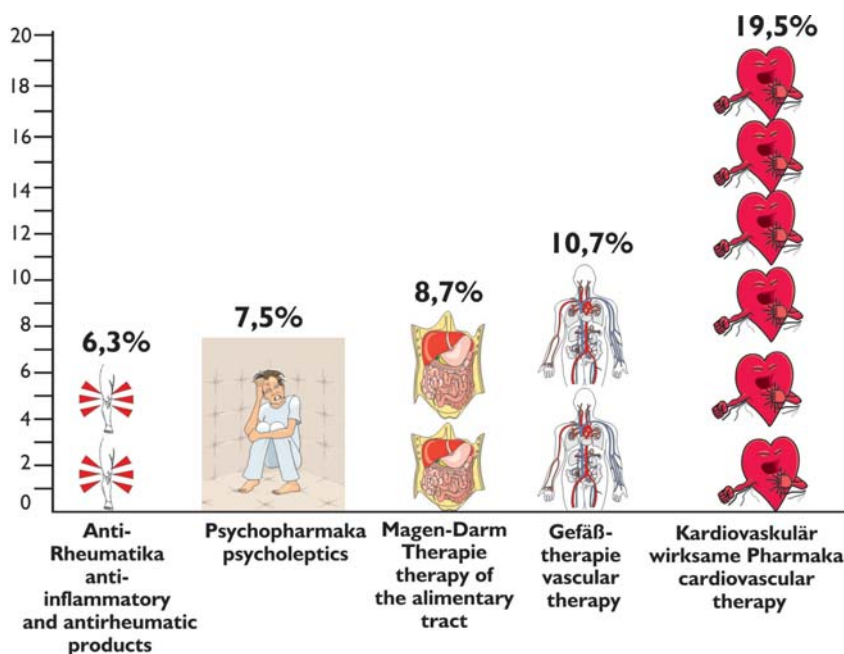 20
18
16
14
12
10
8
6
4
2
0
6,3%
7,5%
8,7%
10,7%
19,5%
Anti-
Rheumatika
anti-
inflammatory
and antirheumatic
products
Psychopharmaka
psycholeptics
Magen-Darm
Therapie
therapy of
the alimentary
tract
Gefäß-
therapie
vascular
therapy
Kardiovaskulär
wirksame Pharmaka
cardiovascular
therapy